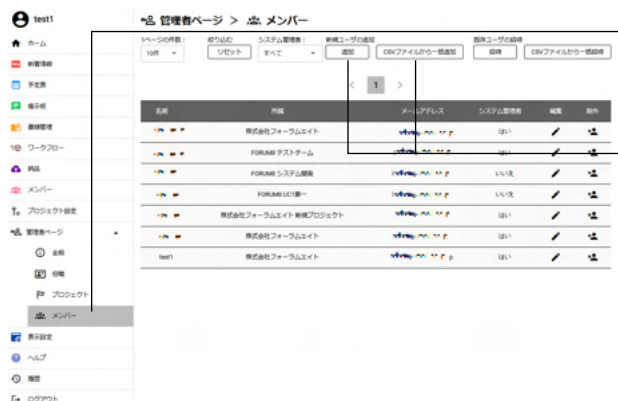 test1
管理者ページ > メンバー
ホーム
新着情報
予定表
掲示板
書類管理
ワークフロー
納品
メンバー
プロジェクト設定
管理者ページ
全般
役職
プロジェクト
メンバー
表示設定
ヘルプ
履歴
ログアウト
1ページの件数: 絞り込む システム管理者: 新規ユーザの追加 既存ユーザの招待
10件 リセット すべて 追加 CSVファイルから一括追加 招待 CSVファイルから一括招待
< 1 >
名前 所属 メールアドレス システム管理者 編集 除外
株式会社フォーラムエイト はい
FORUM8 テストチーム はい
FORUM8 システム開発 いいえ
FORUM8 UC1第一 いいえ
株式会社フォーラムエイト 新規プロジェクト はい
株式会社フォーラムエイト はい
test1 株式会社フォーラムエイト はい